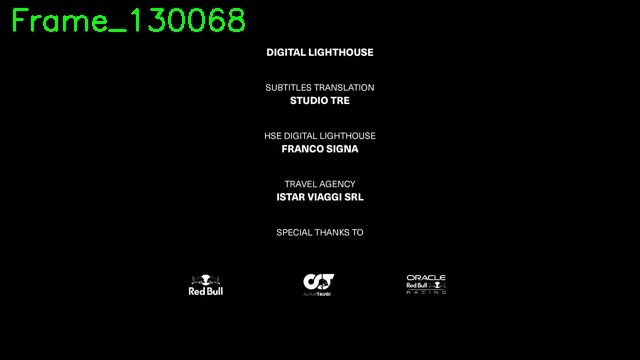 Frame_130068
DIGITAL LIGHTHOUSE
SUBTITLES TRANSLATION
STUDIO TRE
HSE DIGITAL LIGHTHOUSE
FRANCO SIGNA
TRAVEL AGENCY
ISTAR VIAGGI SRL
SPECIAL THANKS TO
Red Bull
ALPHATAURI
ORACLE
Red Bull
RACING